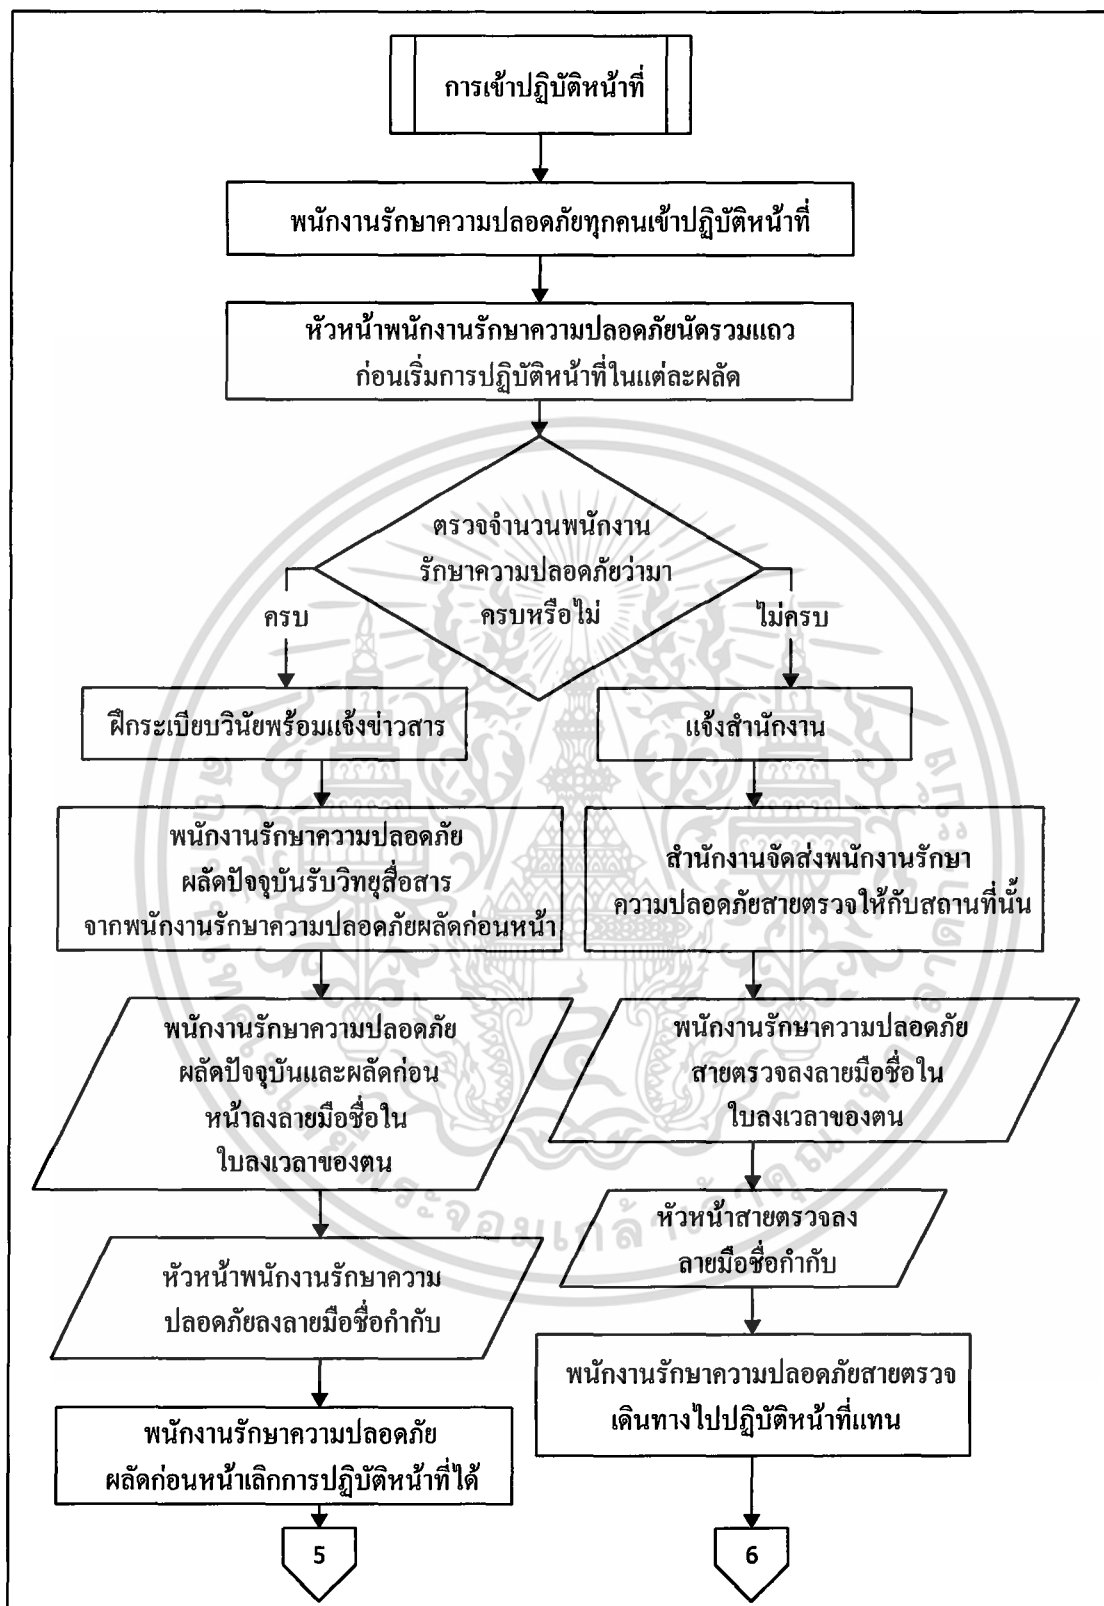 การเข้าปฏิบัติหน้าที่
พนักงานรักษาความปลอดภัยทุกคนเข้าปฏิบัติหน้าที่
หัวหน้าพนักงานรักษาความปลอดภัยนัดรวมแถว
ก่อนเริ่มการปฏิบัติหน้าที่ในแต่ละผลัด
ตรวจจำนวนพนักงาน
รักษาความปลอดภัยว่ามา
ครบหรือไม่
ครบ
ไม่ครบ
ฝึกระเบียบวินัยพร้อมแจ้งข่าวสาร
พนักงานรักษาความปลอดภัย
ผลัดปัจจุบันรับวิทยุสื่อสาร
จากพนักงานรักษาความปลอดภัยผลัดก่อนหน้า
พนักงานรักษาความปลอดภัย
ผลัดปัจจุบันและผลัดก่อน
หน้าลงลายมือชื่อใน
ใบลงเวลาของตน
หัวหน้าพนักงานรักษาความ
ปลอดภัยลงลายมือชื่อกำกับ
พนักงานรักษาความปลอดภัย
ผลัดก่อนหน้าเลิกการปฏิบัติหน้าที่ได้
5
แจ้งสำนักงาน
สำนักงานจัดส่งพนักงานรักษา
ความปลอดภัยสายตรวจให้กับสถานที่นั้น
พนักงานรักษาความปลอดภัย
สายตรวจลงลายมือชื่อใน
ใบลงเวลาของตน
หัวหน้าสายตรวจลง
ลายมือชื่อกำกับ
พนักงานรักษาความปลอดภัยสายตรวจ
เดินทางไปปฏิบัติหน้าที่แทน
6